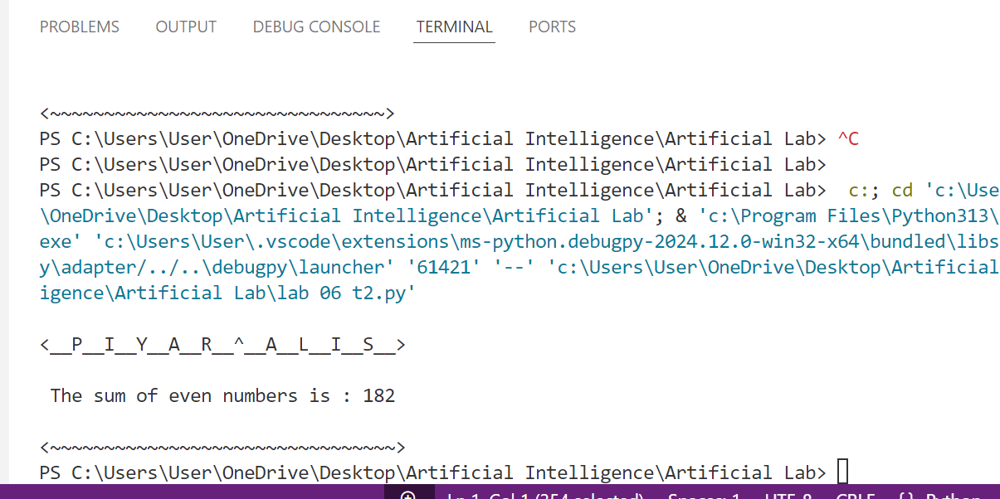 PROBLEMS OUTPUT DEBUG CONSOLE TERMINAL PORTS
<~~~~~~~~~~~~~~~~~~~~~~~~~~~~~~~>
PS C:\Users\User\OneDrive\Desktop\Artificial Intelligence\Artificial Lab> ^C
PS C:\Users\User\OneDrive\Desktop\Artificial Intelligence\Artificial Lab>
PS C:\Users\User\OneDrive\Desktop\Artificial Intelligence\Artificial Lab>  c:; cd 'c:\Use
\OneDrive\Desktop\Artificial Intelligence\Artificial Lab'; & 'c:\Program Files\Python313\
exe' 'c:\Users\User\.vscode\extensions\ms-python.debugpy-2024.12.0-win32-x64\bundled\libs
y\adapter/../..\debugpy\launcher' '61421' '--' 'c:\Users\User\OneDrive\Desktop\Artificial
igence\Artificial Lab\lab 06 t2.py'
<__P__I__Y__A__R__^__A__L__I__S__>
The sum of even numbers is : 182
<~~~~~~~~~~~~~~~~~~~~~~~~~~~~~~~~>
PS C:\Users\User\OneDrive\Desktop\Artificial Intelligence\Artificial Lab>
Ln 1, Col 1 (254 selected) Spaces: 1 UTF-8 CRLF {} Python